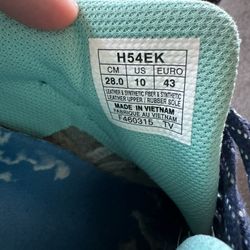 H54EK
CM US EURO
28.0 10 43
LEATHER & SYNTHETIC FIBER & SYNTHETIC
LEATHER UPPER / RUBBER SOLE
MADE IN VIETNAM
FABRIQUE AU VIETNAM
F460315 TV